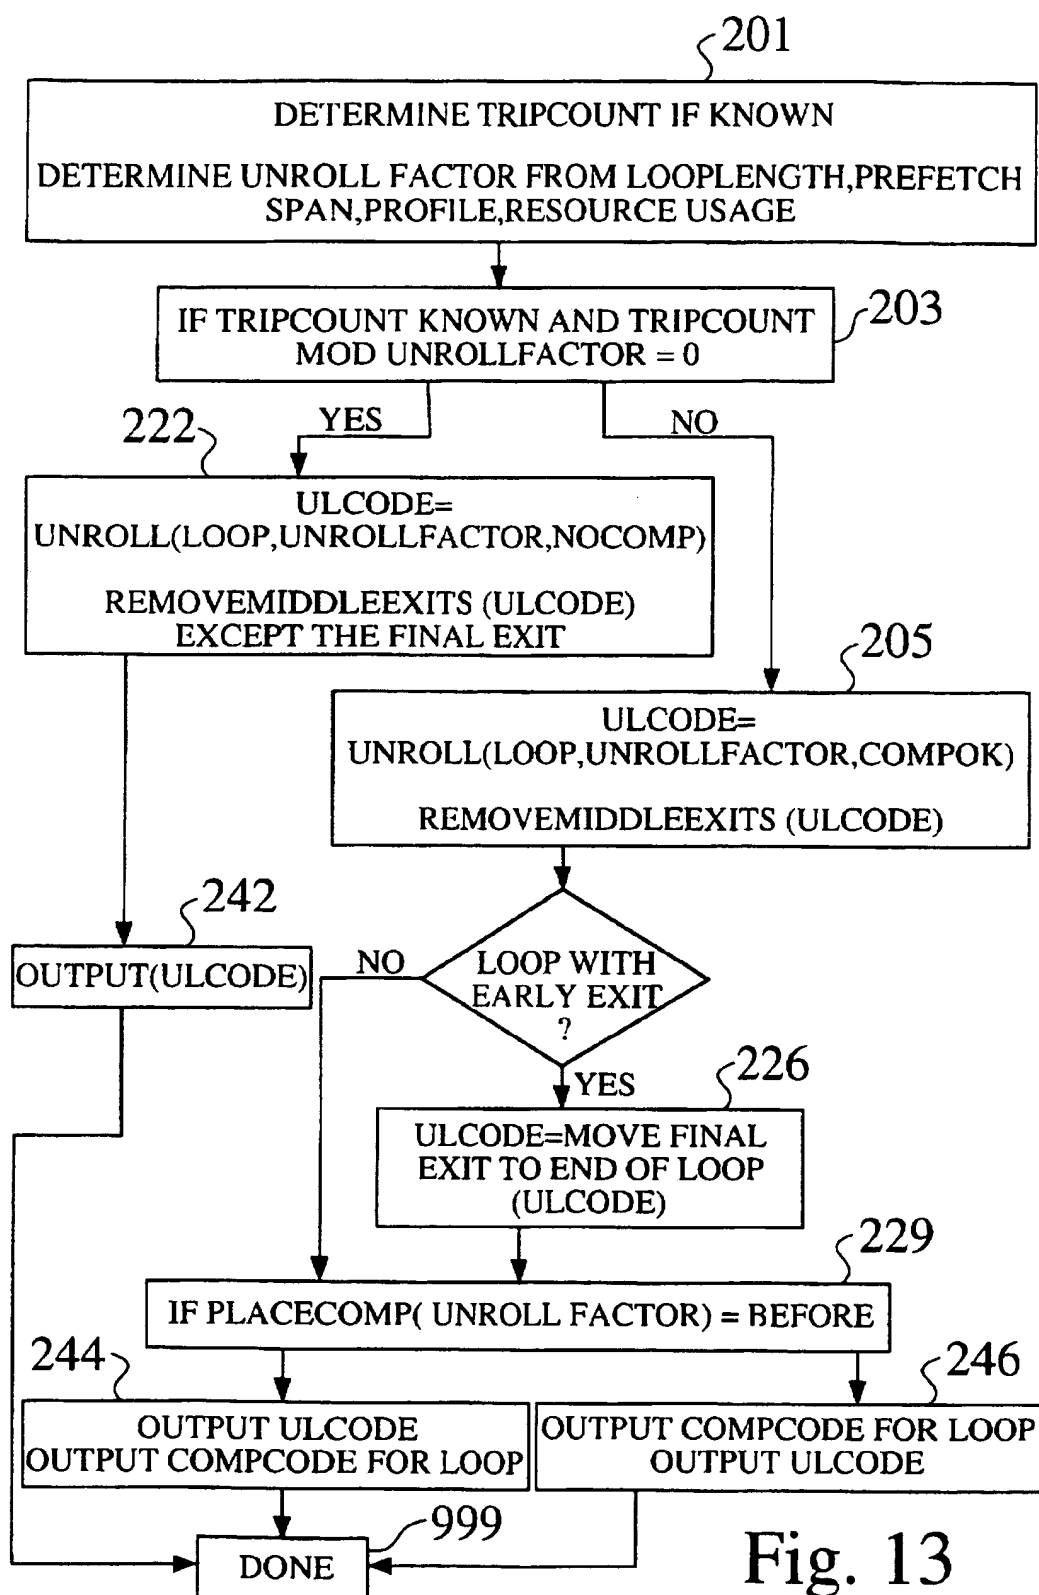 201
DETERMINE TRIPCOUNT IF KNOWN
DETERMINE UNROLL FACTOR FROM LOOPLENGTH,PREFETCH
SPAN,PROFILE,RESOURCE USAGE
203
IF TRIPCOUNT KNOWN AND TRIPCOUNT
MOD UNROLLFACTOR = 0
YES
NO
222
ULCODE=
UNROLL(LOOP,UNROLLFACTOR,NOCOMP)
REMOVEMIDDLEEXITS (ULCODE)
EXCEPT THE FINAL EXIT
205
ULCODE=
UNROLL(LOOP,UNROLLFACTOR,COMPOK)
REMOVEMIDDLEEXITS (ULCODE)
242
OUTPUT(ULCODE)
NO
LOOP WITH
EARLY EXIT
?
YES
226
ULCODE=MOVE FINAL
EXIT TO END OF LOOP
(ULCODE)
229
IF PLACECOMP( UNROLL FACTOR) = BEFORE
244
OUTPUT ULCODE
OUTPUT COMPCODE FOR LOOP
246
OUTPUT COMPCODE FOR LOOP
OUTPUT ULCODE
999
DONE
Fig. 13